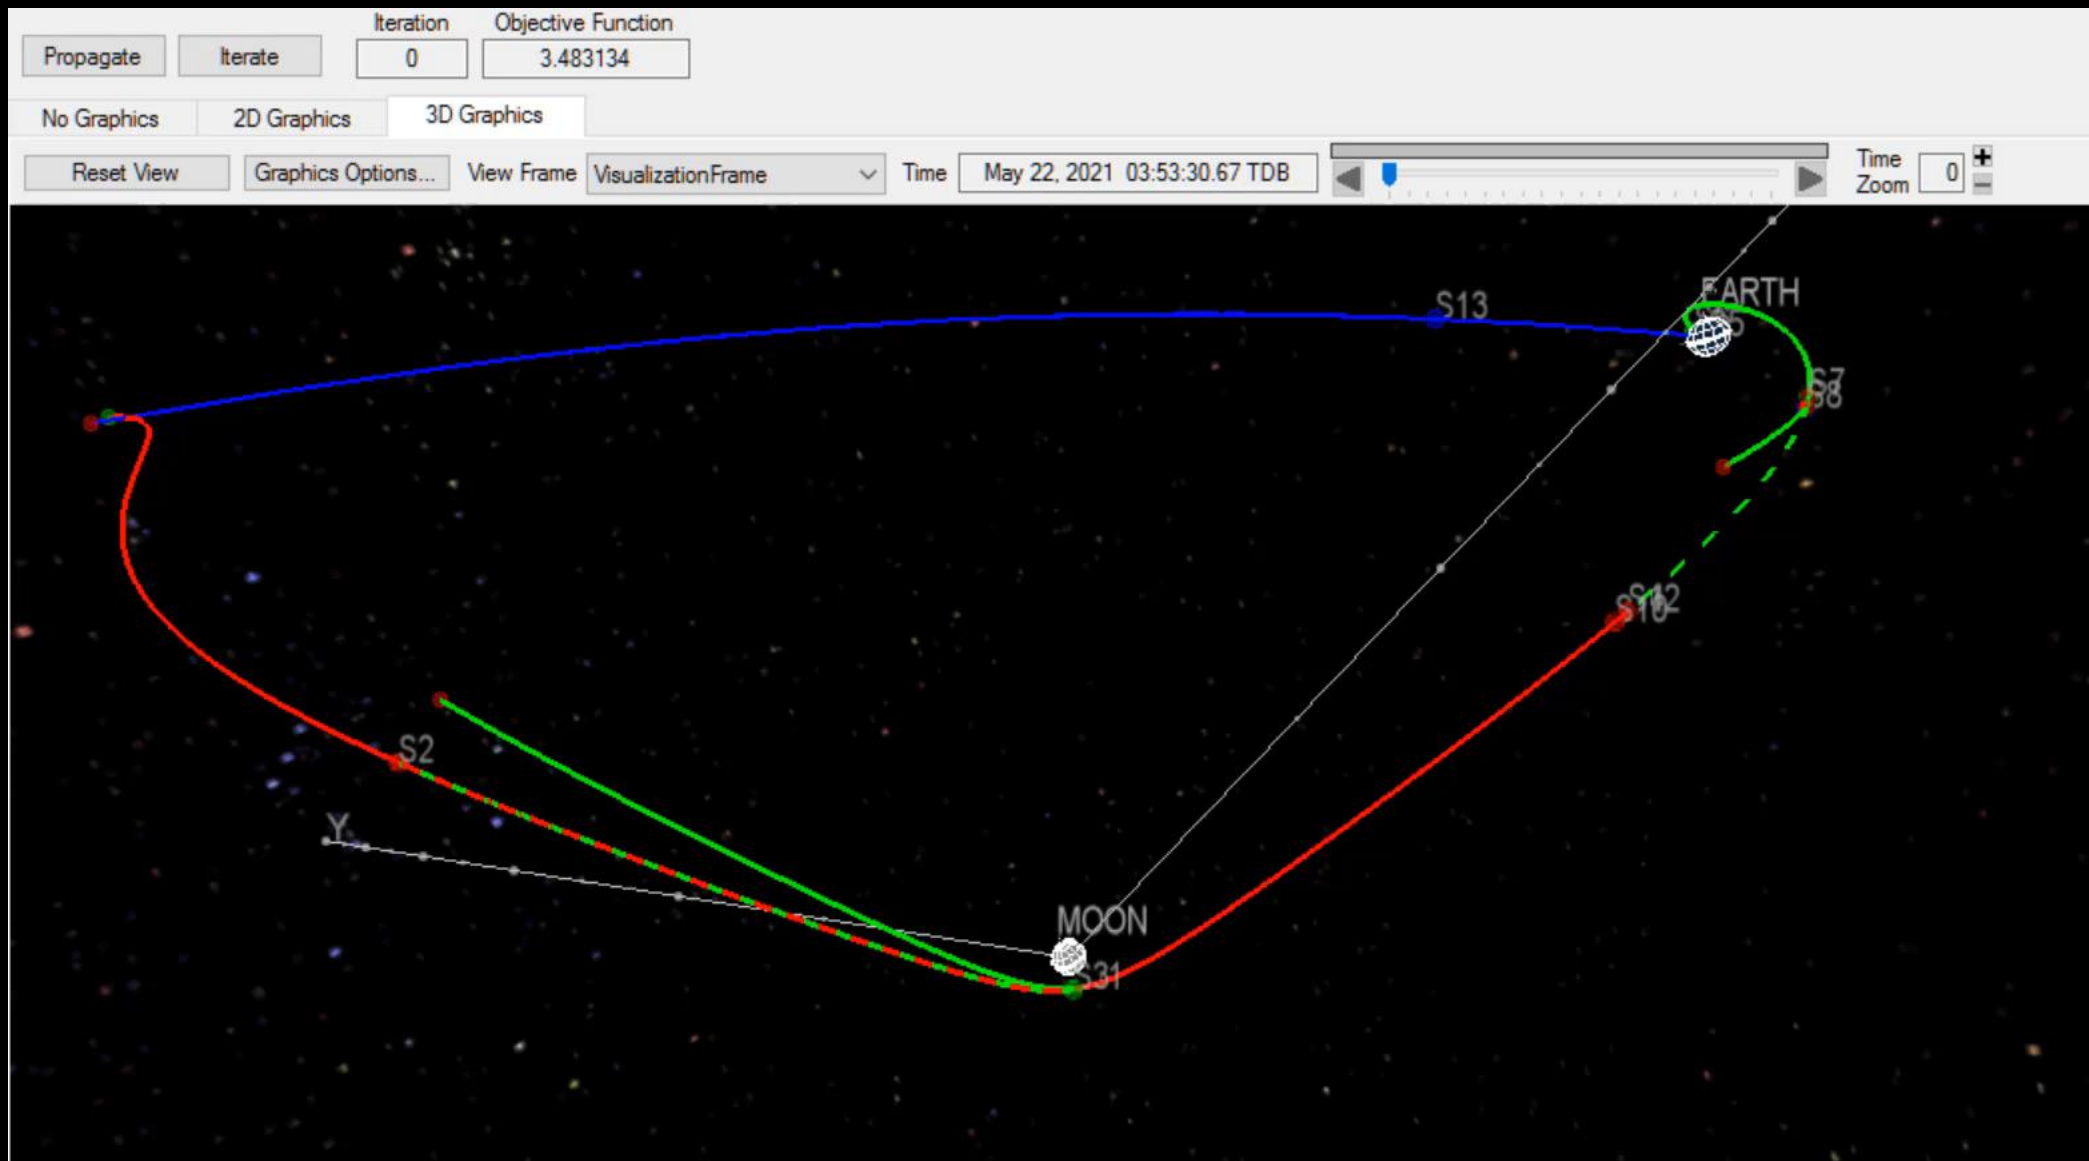 Iteration Objective Function
Propagate Iterate 0 3.483134
No Graphics 2D Graphics 3D Graphics
Reset View Graphics Options... View Frame VisualizationFrame Time May 22, 2021 03:53:30.67 TDB Time Zoom 0
EARTH
S13
S7
S8
S10
S2
Y
MOON
S31